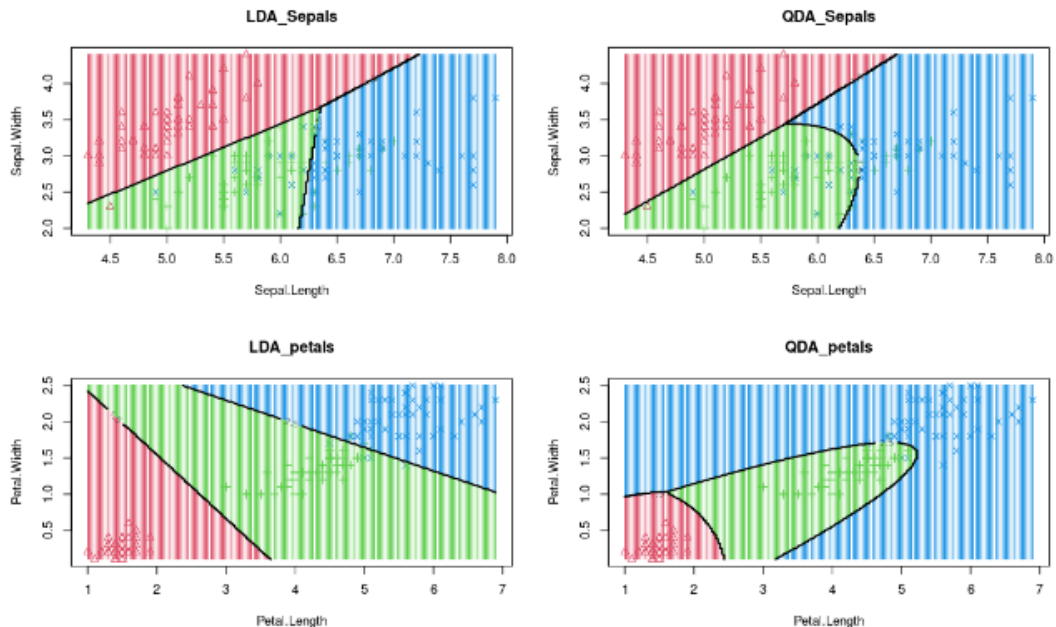 LDA_Sepals
Sepal.Width
2.0 2.5 3.0 3.5 4.0
4.5 5.0 5.5 6.0 6.5 7.0 7.5 8.0
Sepal.Length
QDA_Sepals
Sepal.Width
2.0 2.5 3.0 3.5 4.0
4.5 5.0 5.5 6.0 6.5 7.0 7.5 8.0
Sepal.Length
LDA_petals
Petal.Width
0.5 1.0 1.5 2.0 2.5
1 2 3 4 5 6 7
Petal.Length
QDA_petals
Petal.Width
0.5 1.0 1.5 2.0 2.5
1 2 3 4 5 6 7
Petal.Length